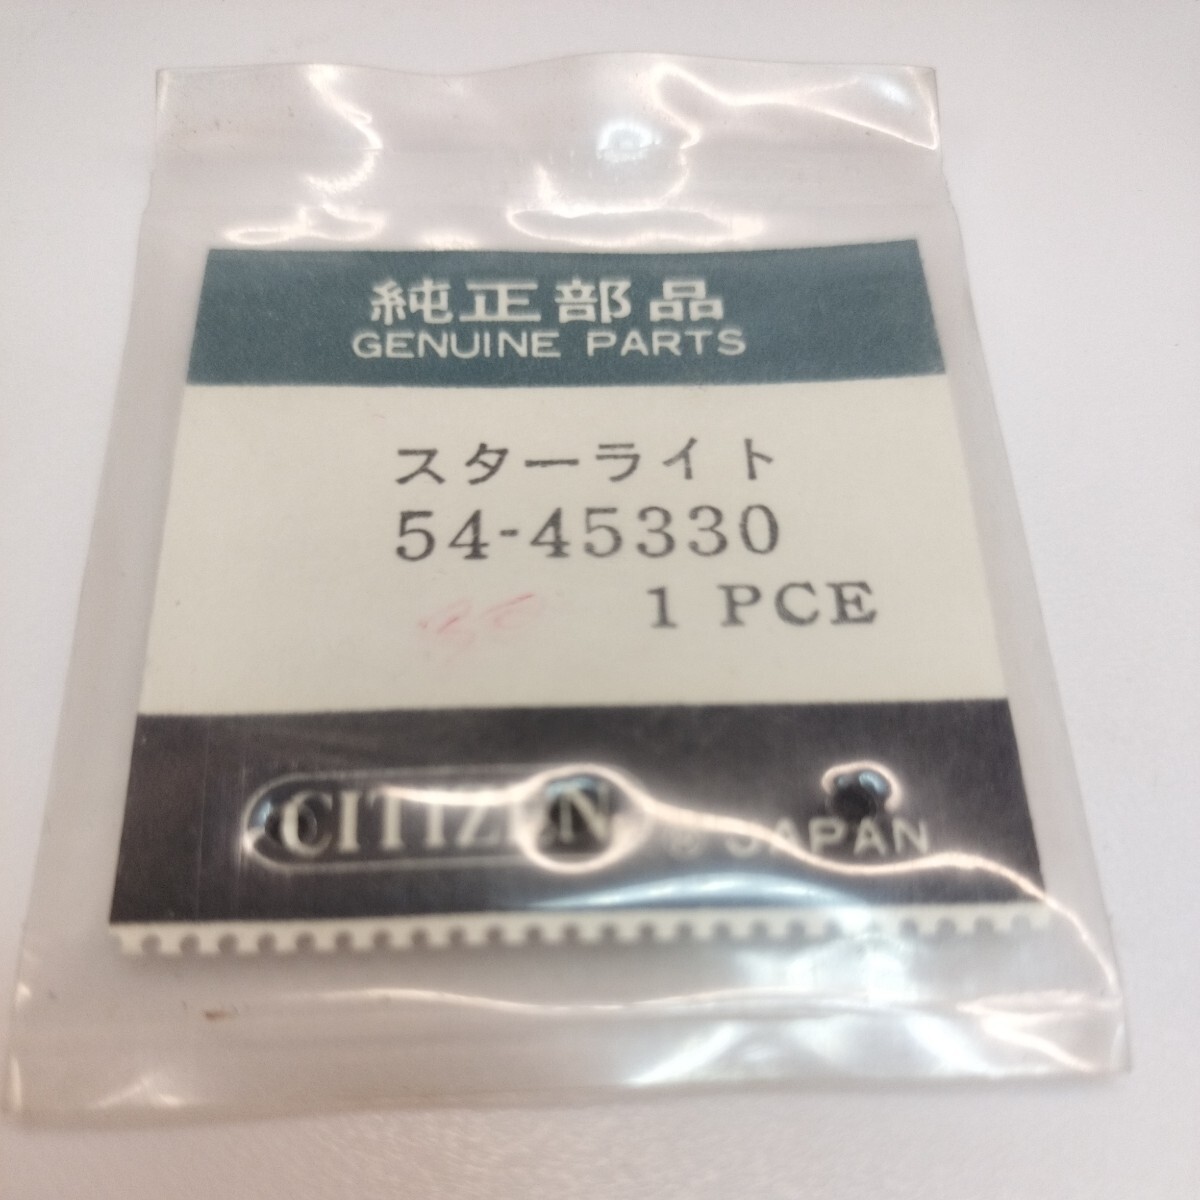 純正部品
GENUINE PARTS
スターライト
54-45330
1 PCE
CITIZEN ® JAPAN